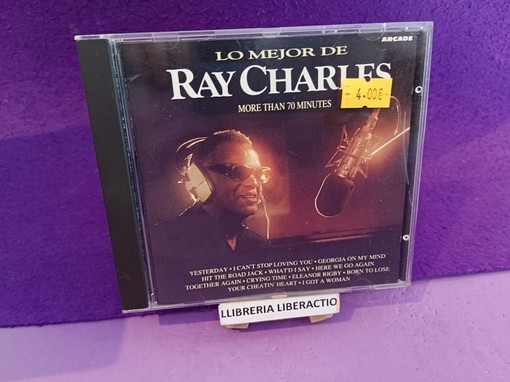 ARCADE
LO MEJOR DE
RAY CHARLES
- 4.00€
MORE THAN 70 MINUTES
YESTERDAY • I CAN'T STOP LOVING YOU • GEORGIA ON MY MIND
HIT THE ROAD JACK • WHAT'D I SAY • HERE WE GO AGAIN
TOGETHER AGAIN • CRYING TIME • ELEANOR RIGBY • BORN TO LOSE
YOUR CHEATIN' HEART • I GOT A WOMAN
LLIBRERIA LIBERACTIO